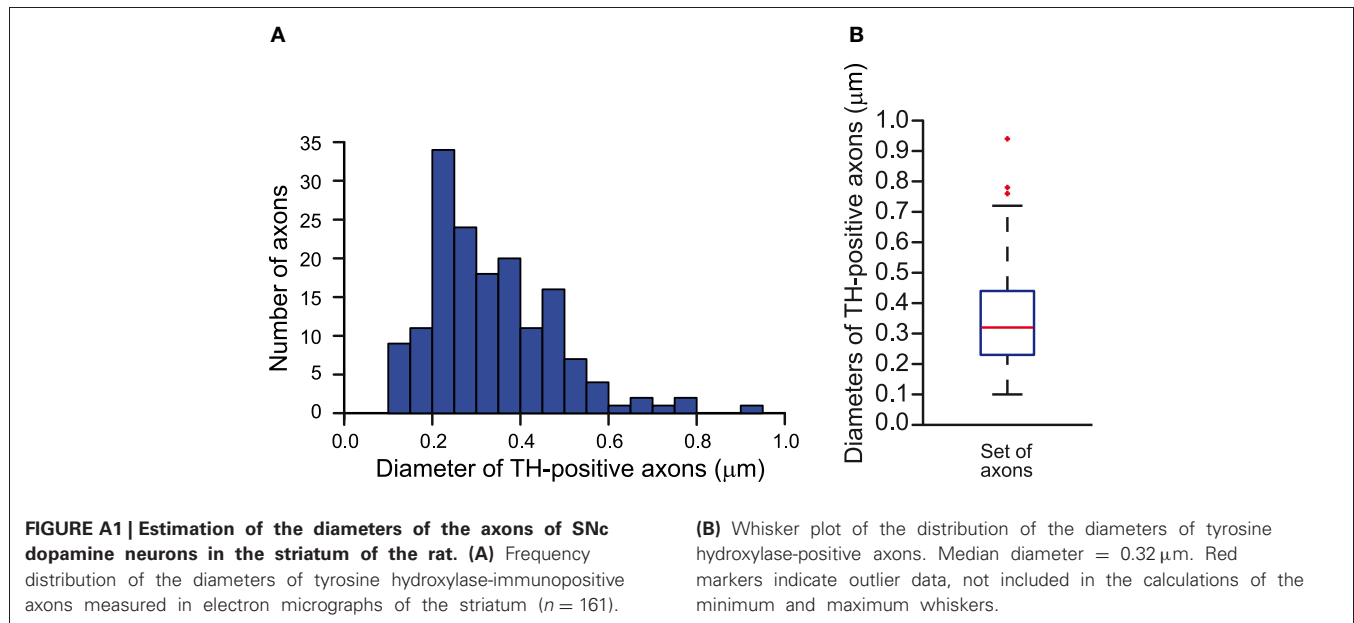 A
Number of axons
35
30
25
20
15
10
5
0
0.0 0.2 0.4 0.6 0.8 1.0
Diameter of TH-positive axons (μm)
B
Diameters of TH-positive axons (μm)
1.0
0.9
0.8
0.7
0.6
0.5
0.4
0.3
0.2
0.1
0.0
Set of
axons
FIGURE A1 | Estimation of the diameters of the axons of SNc
dopamine neurons in the striatum of the rat. (A) Frequency
distribution of the diameters of tyrosine hydroxylase-immunopositive
axons measured in electron micrographs of the striatum (n = 161).
(B) Whisker plot of the distribution of the diameters of tyrosine
hydroxylase-positive axons. Median diameter = 0.32 μm. Red
markers indicate outlier data, not included in the calculations of the
minimum and maximum whiskers.